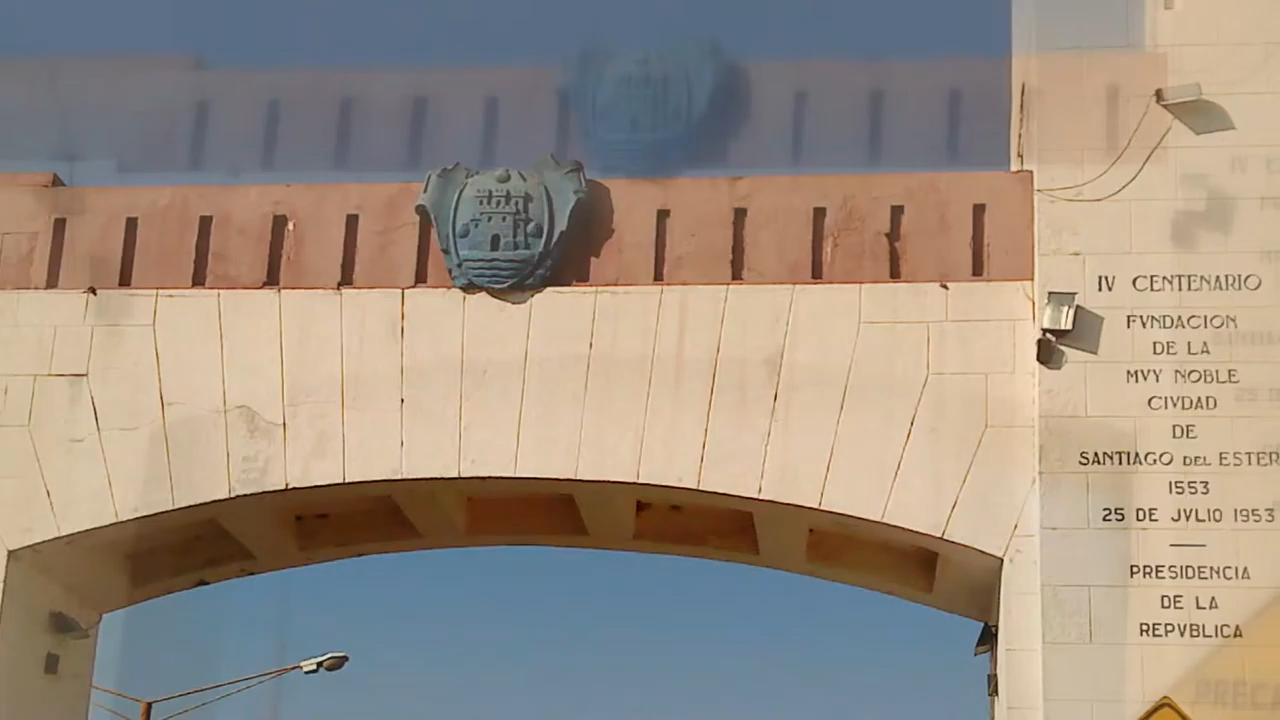 IV CENTENARIO
FVNDACION
DE LA
MVY NOBLE
CIVDAD
DE
SANTIAGO DEL ESTER
1553
25 DE JVLIO 1953
PRESIDENCIA
DE LA
REPVBLICA